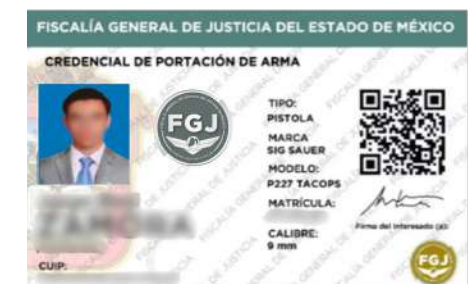 FISCALÍA GENERAL DE JUSTICIA DEL ESTADO DE MÉXICO
CREDENCIAL DE PORTACIÓN DE ARMA
FGJ
TIPO:
PISTOLA
MARCA
SIG SAUER
MODELO:
P227 TACOPS
MATRÍCULA:
CALIBRE:
9 mm
Firma del Interesado (a):
FGJ
CUIP: